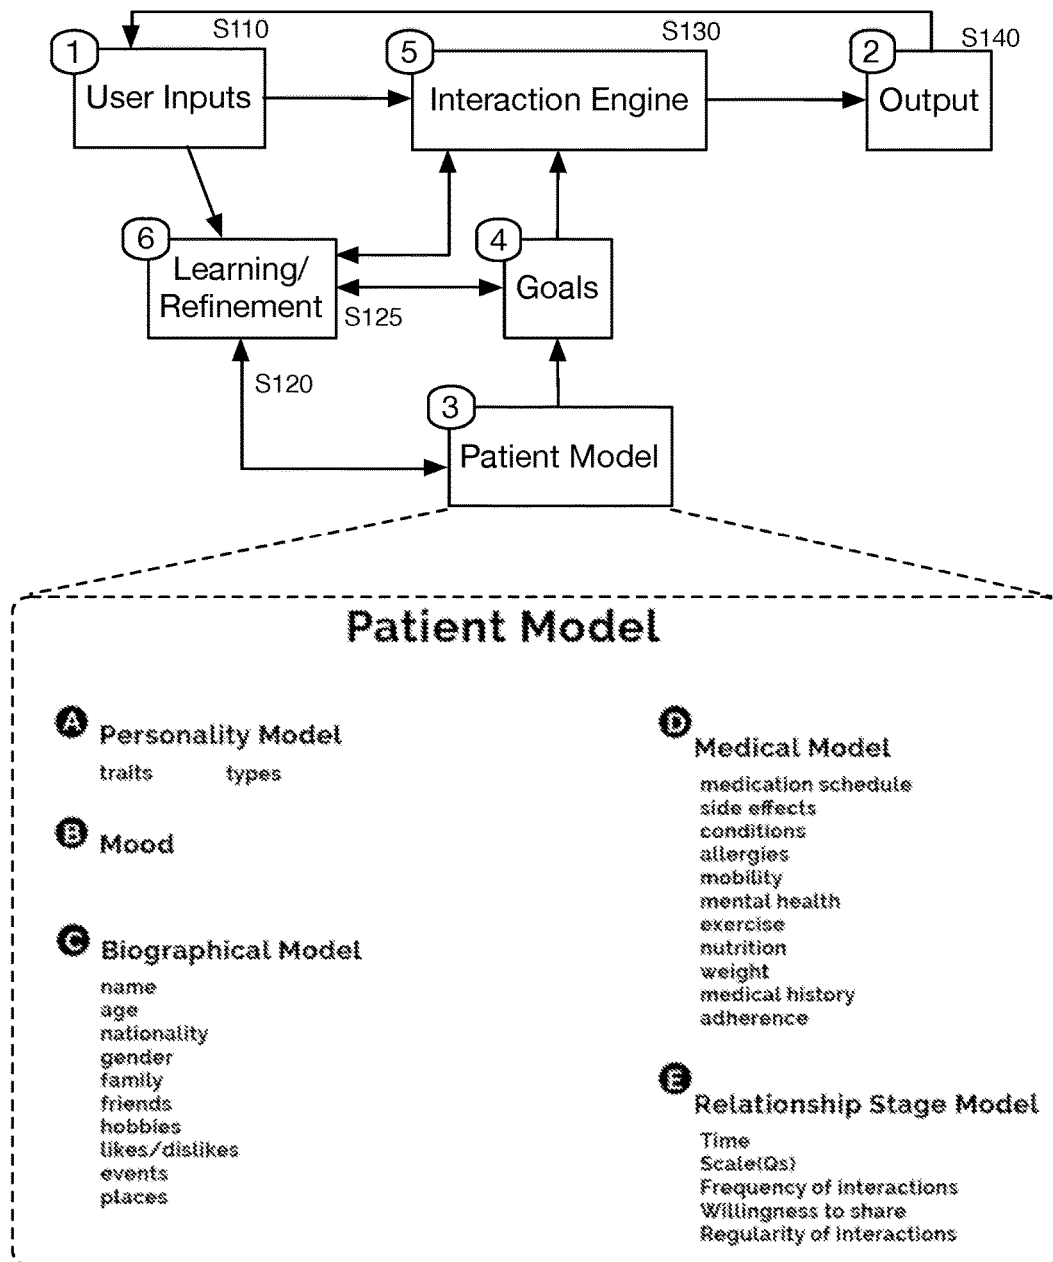 S110
S130
S140
1
5
2
User Inputs
Interaction Engine
Output
6
4
Learning/
Refinement
Goals
S125
S120
3
Patient Model
Patient Model
A
Personality Model
traits types
B
Mood
C
Biographical Model
name
age
nationality
gender
family
friends
hobbies
likes/dislikes
events
places
D
Medical Model
medication schedule
side effects
conditions
allergies
mobility
mental health
exercise
nutrition
weight
medical history
adherence
E
Relationship Stage Model
Time
Scale(Qs)
Frequency of interactions
Willingness to share
Regularity of interactions